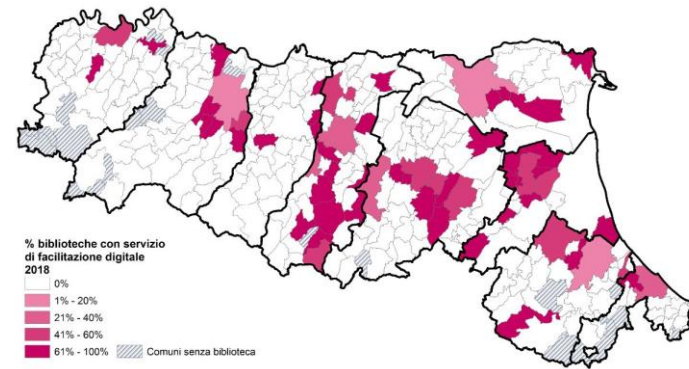 % biblioteche con servizio
di facilitazione digitale
2018
0%
1% - 20%
21% - 40%
41% - 60%
61% - 100%
Comuni senza biblioteca